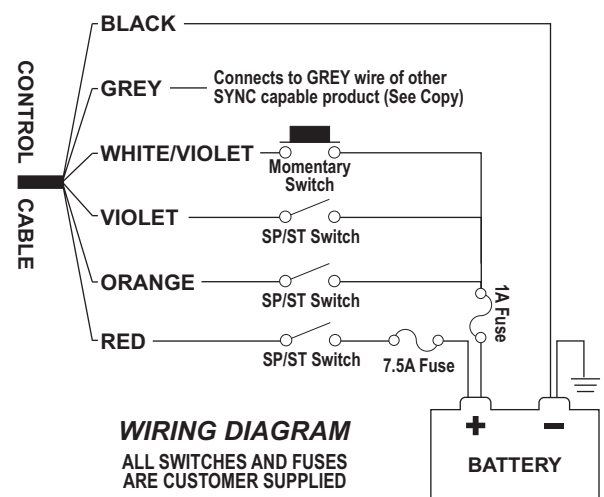 BLACK
CONTROL CABLE
GREY
Connects to GREY wire of other
SYNC capable product (See Copy)
WHITE/VIOLET
Momentary
Switch
VIOLET
SP/ST Switch
ORANGE
SP/ST Switch
1A Fuse
RED
SP/ST Switch
7.5A Fuse
WIRING DIAGRAM
ALL SWITCHES AND FUSES
ARE CUSTOMER SUPPLIED
+
–
BATTERY